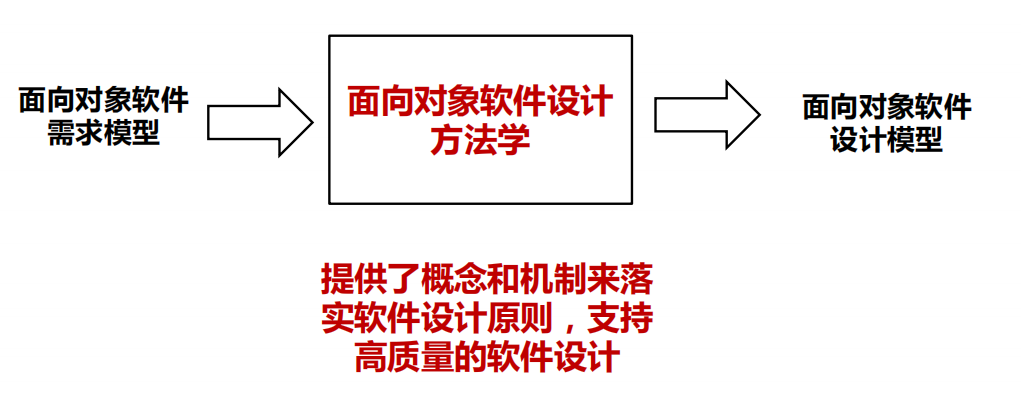 面向对象软件
需求模型
面向对象软件设计
方法学
面向对象软件
设计模型
提供了概念和机制来落
实软件设计原则，支持
高质量的软件设计